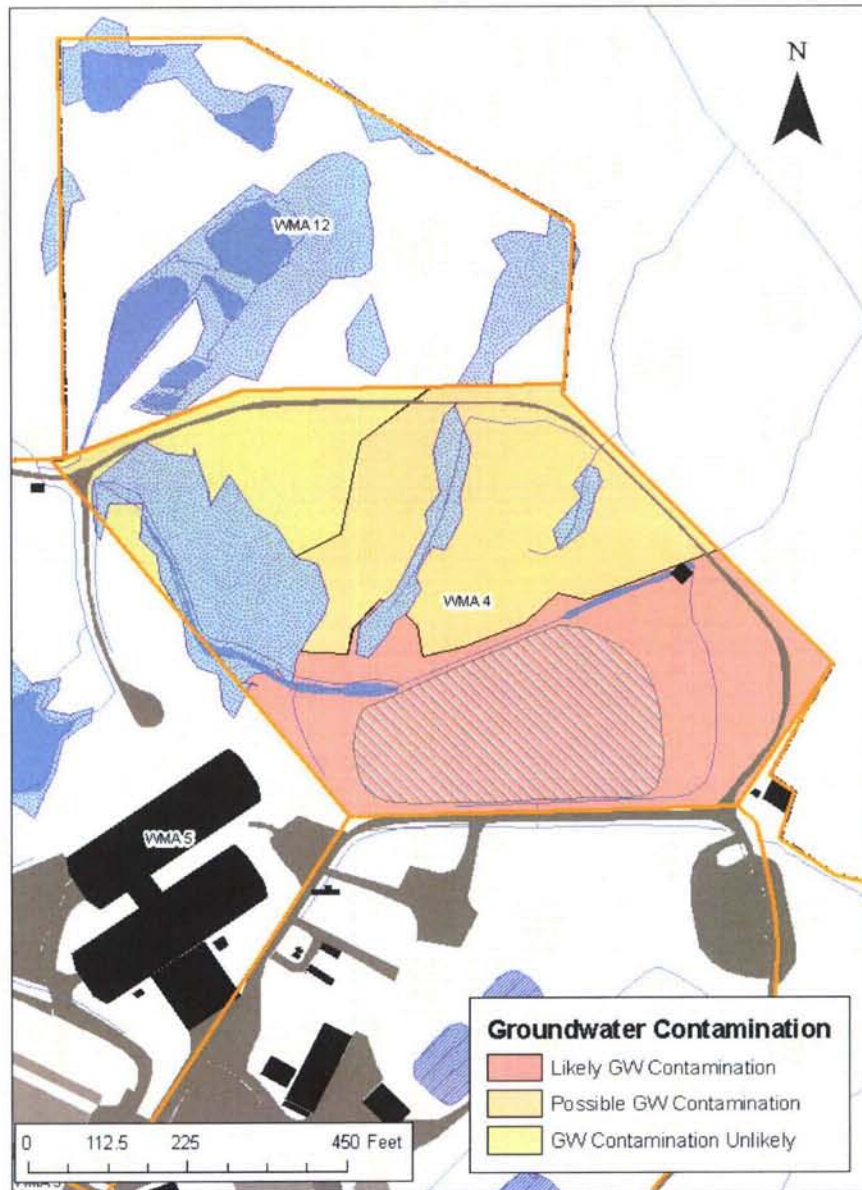 N
WMA 12
WMA 4
WMA 5
Groundwater Contamination
Likely GW Contamination
Possible GW Contamination
GW Contamination Unlikely
0 112.5 225 450 Feet